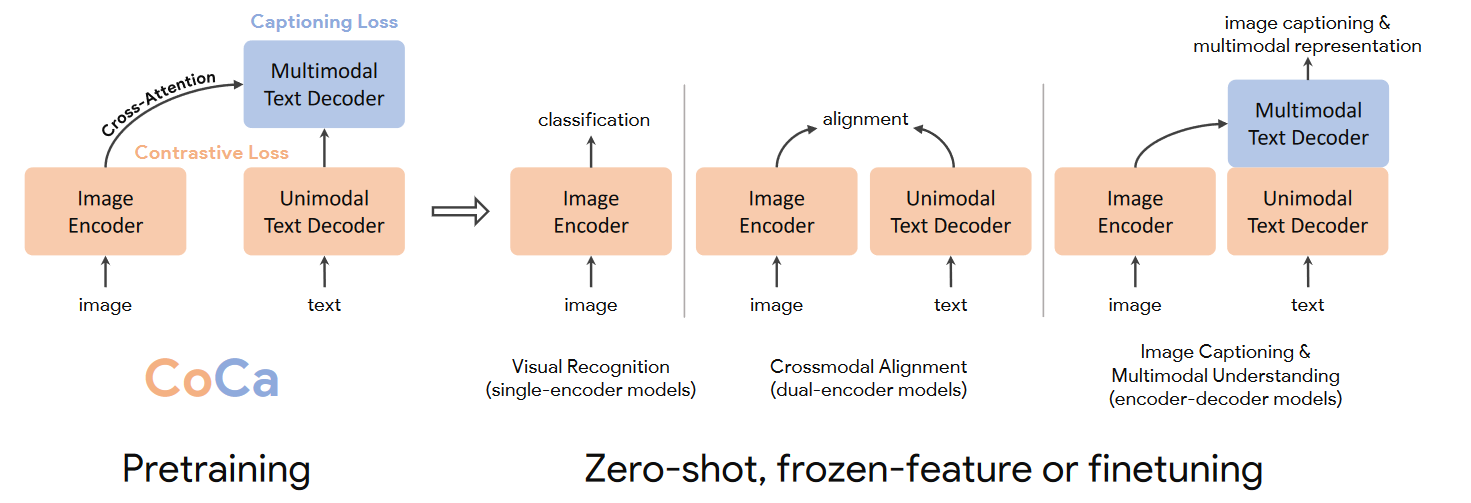 Captioning Loss
Multimodal
Text Decoder
Cross-Attention
Contrastive Loss
Image
Encoder
Unimodal
Text Decoder
image
text
CoCa
Pretraining
classification
Image
Encoder
image
Visual Recognition
(single-encoder models)
alignment
Image
Encoder
Unimodal
Text Decoder
image
text
Crossmodal Alignment
(dual-encoder models)
image captioning &
multimodal representation
Multimodal
Text Decoder
Image
Encoder
Unimodal
Text Decoder
image
text
Image Captioning &
Multimodal Understanding
(encoder-decoder models)
Zero-shot, frozen-feature or finetuning